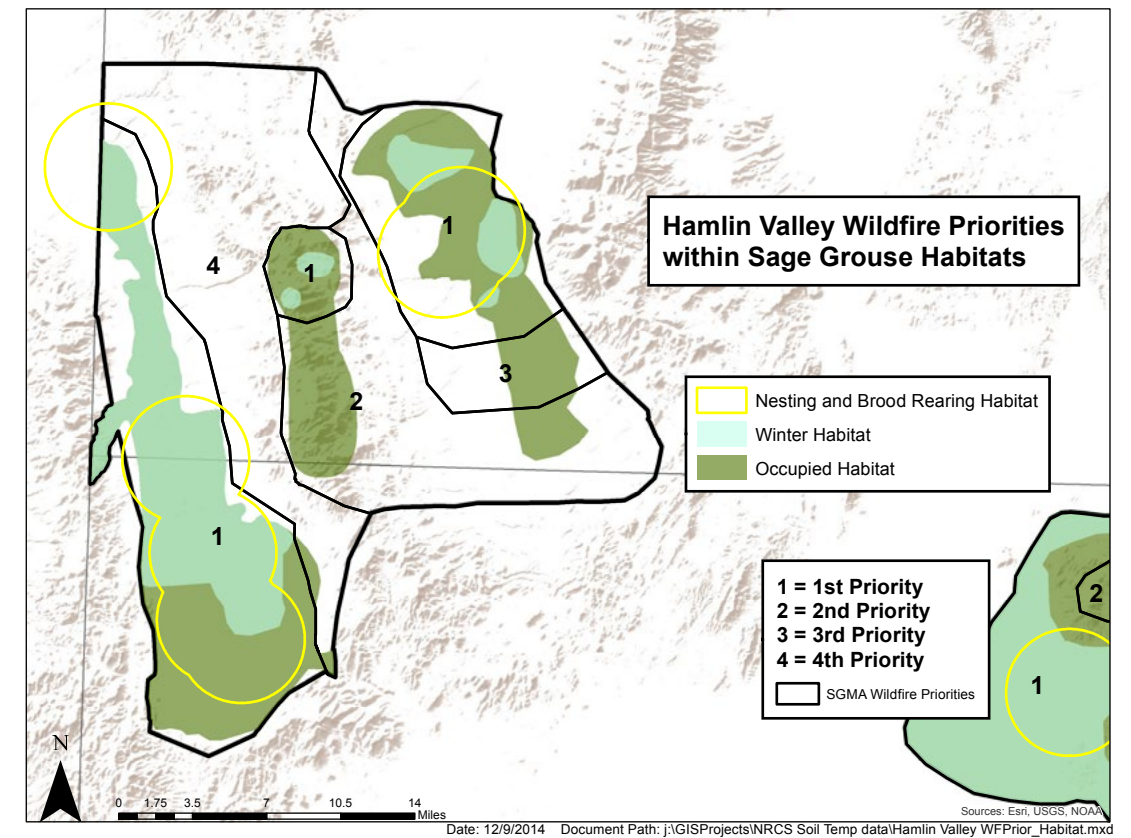 Hamlin Valley Wildfire Priorities
within Sage Grouse Habitats
4
1
1
2
3
1
Nesting and Brood Rearing Habitat
Winter Habitat
Occupied Habitat
1 = 1st Priority
2 = 2nd Priority
3 = 3rd Priority
4 = 4th Priority
SGMA Wildfire Priorities
2
1
N
0 1.75 3.5 7 10.5 14
Miles
Sources: Esri, USGS, NOAA
Date: 12/9/2014 Document Path: j:\GISProjects\NRCS Soil Temp data\Hamlin Valley WFPrior_Habitat.mxd